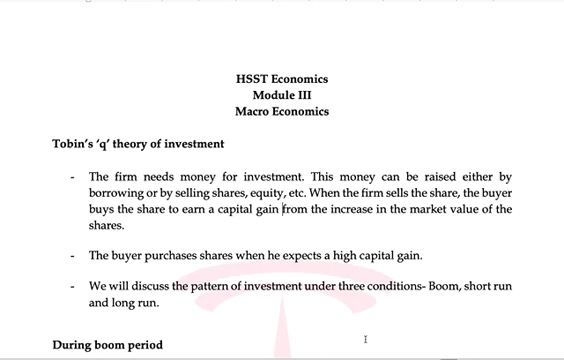 HSST Economics
Module III
Macro Economics
Tobin's 'q' theory of investment
- The firm needs money for investment. This money can be raised either by
borrowing or by selling shares, equity, etc. When the firm sells the share, the buyer
buys the share to earn a capital gain from the increase in the market value of the
shares.
- The buyer purchases shares when he expects a high capital gain.
- We will discuss the pattern of investment under three conditions- Boom, short run
and long run.
During boom period